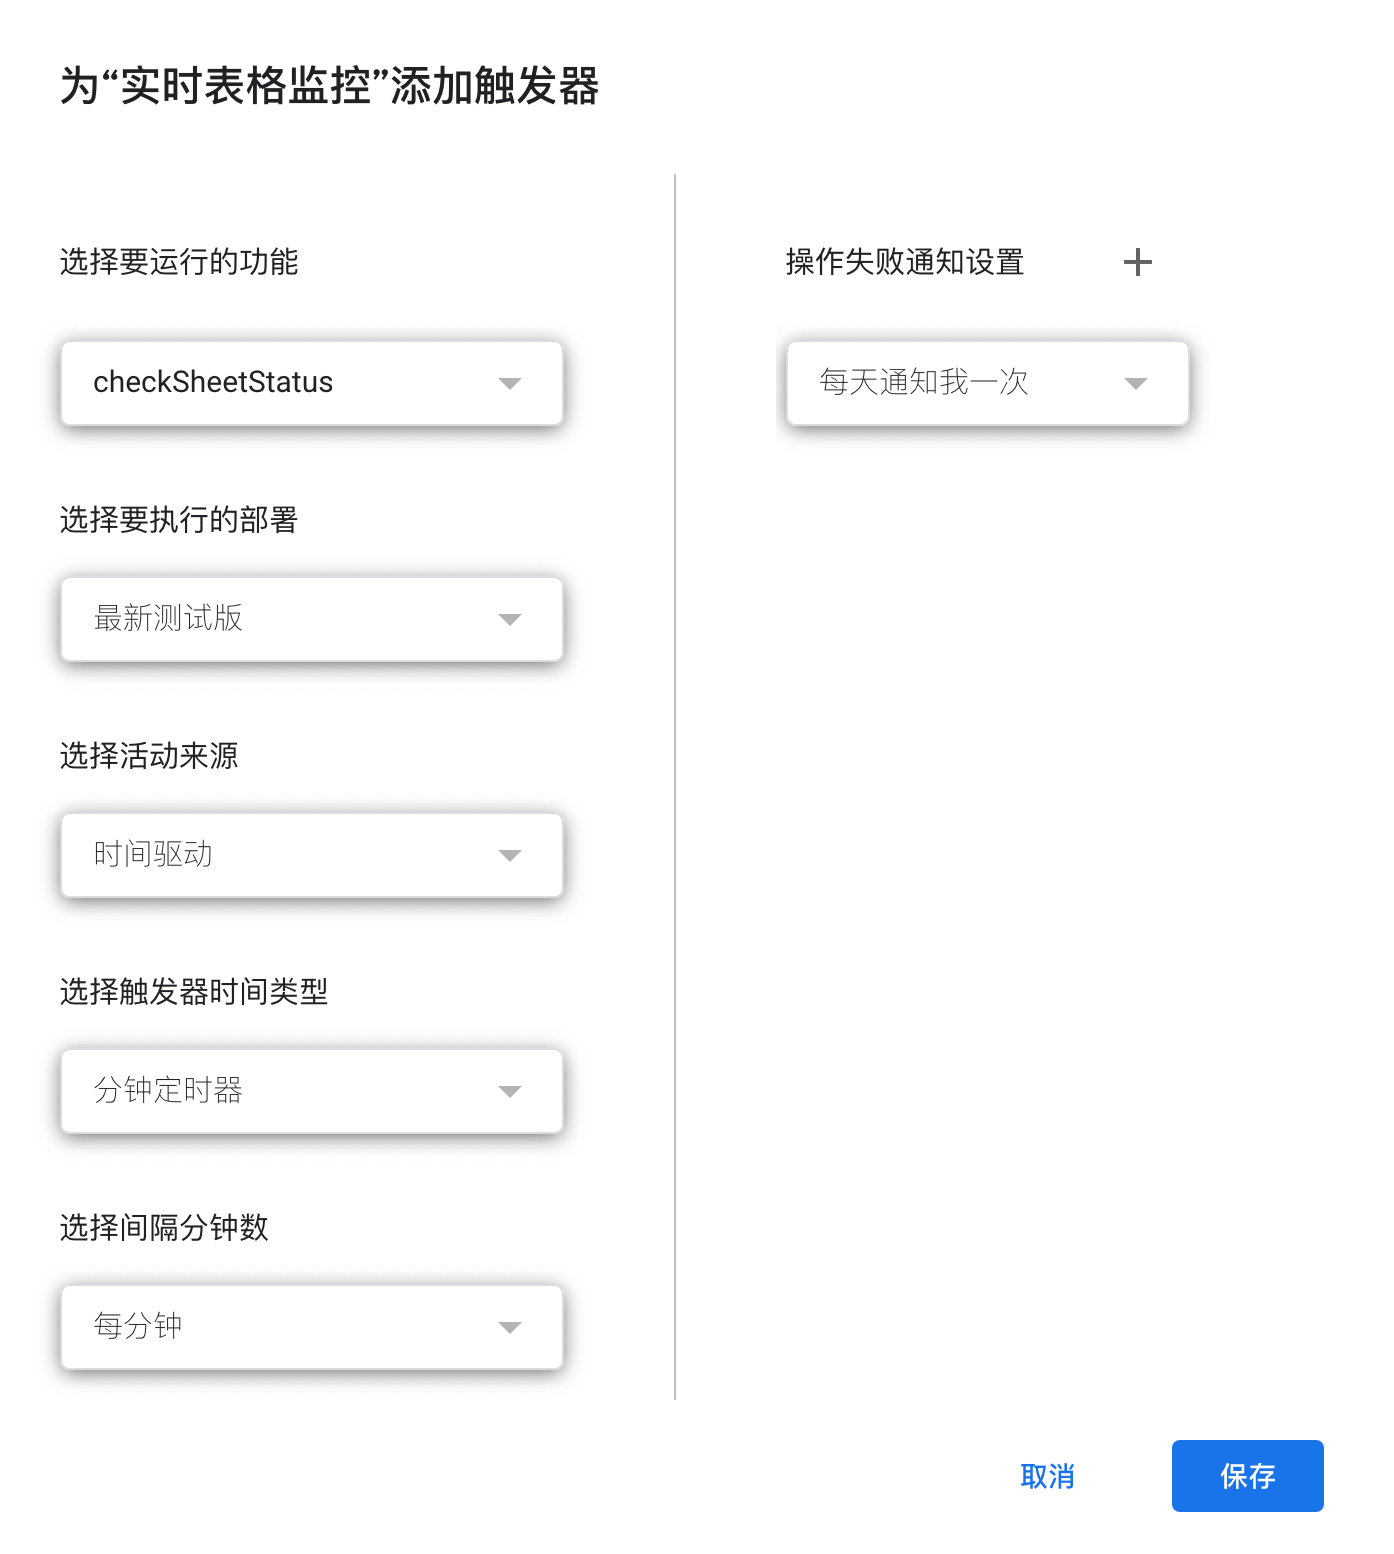 为“实时表格监控”添加触发器
选择要运行的功能
checkSheetStatus
选择要执行的部署
最新测试版
选择活动来源
时间驱动
选择触发器时间类型
分钟定时器
选择间隔分钟数
每分钟
操作失败通知设置
每天通知我一次
取消
保存